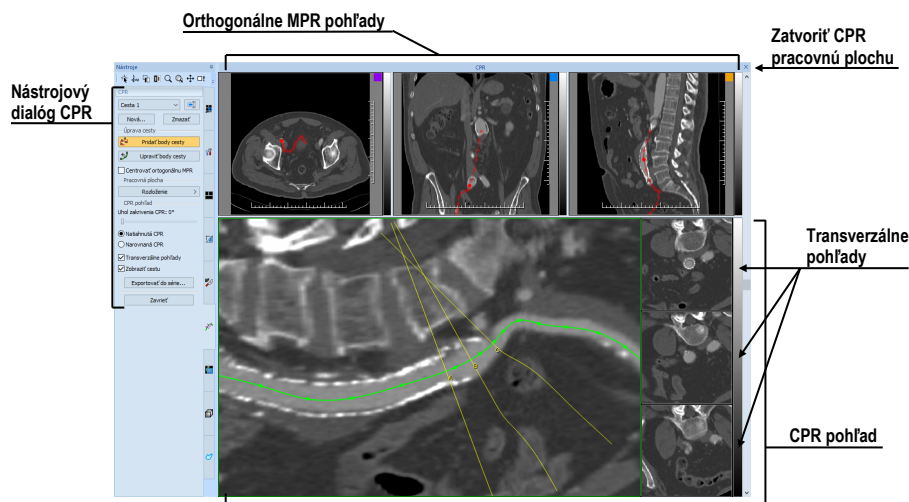 Orthogonálne MPR pohľady
Zatvoriť CPR
pracovnú plochu
Nástrojový
dialóg CPR
Nástroje
CPR
CPR
Cesta 1
Nová...
Zmazať
Úprava cesty
Pridať body cesty
Upraviť body cesty
Centrovať ortogonálnu MPR
Pracovná plocha
Rozloženie
CPR pohľad
Uhol zakrivenia CPR: 0°
Natiahnutá CPR
Narovnaná CPR
Transverzálne pohľady
Zobraziť cestu
Exportovať do série...
Zavrieť
Transverzálne
pohľady
CPR pohľad